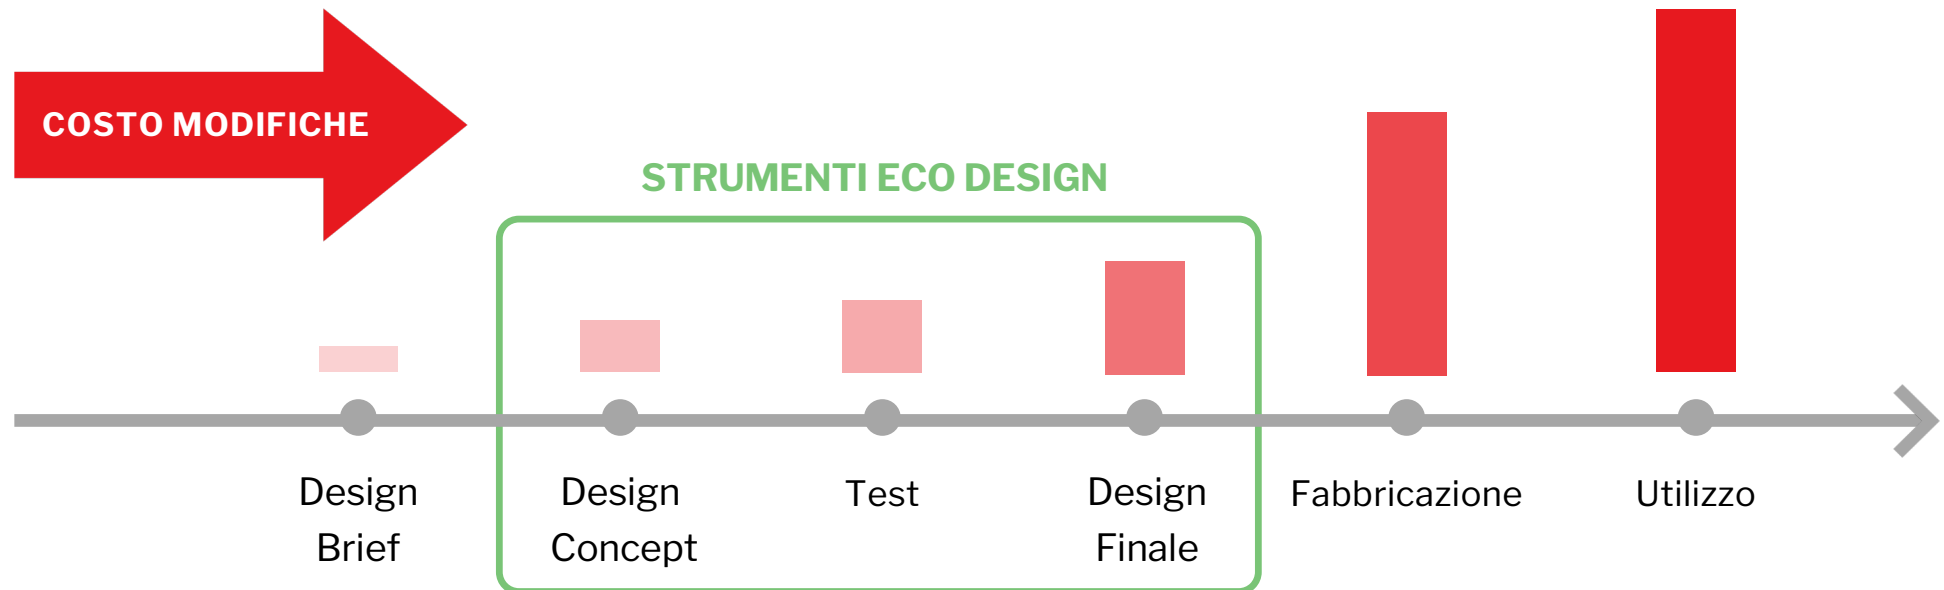 COSTO MODIFICHE
STRUMENTI ECO DESIGN
Design
Brief
Design
Concept
Test
Design
Finale
Fabbricazione
Utilizzo